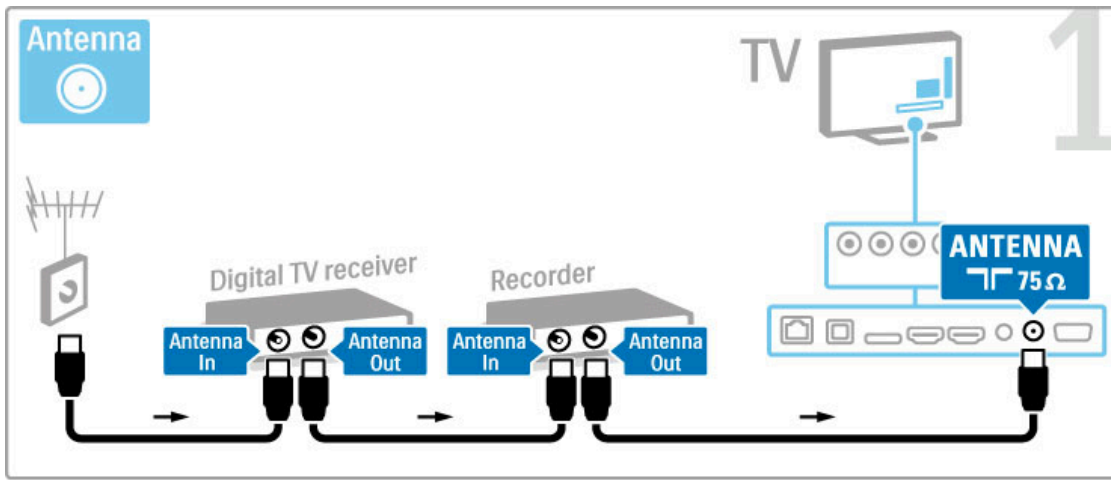 Antenna
TV
1
Digital TV receiver
Recorder
ANTENNA
75 Ω
Antenna
In
Antenna
Out
Antenna
In
Antenna
Out